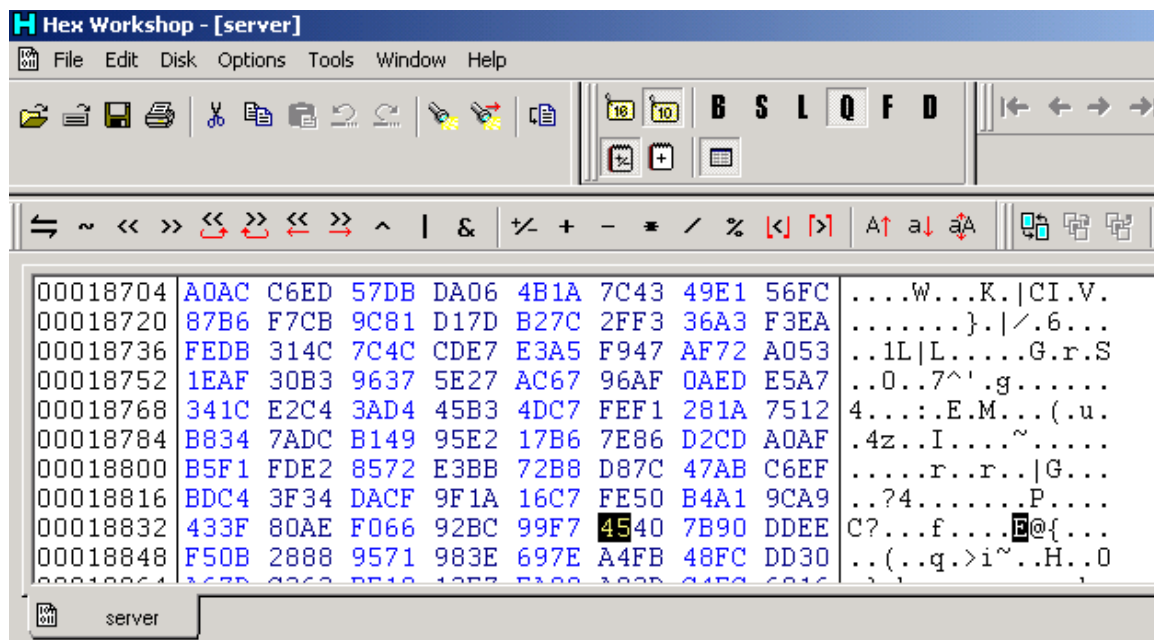 Hex Workshop - [server]
File Edit Disk Options Tools Window Help
16 10 B S L Q F D
~ << >> << >> << >> ^ | & +/- + - * / % A↑ a↓ aA
00018704 A0AC C6ED 57DB DA06 4B1A 7C43 49E1 56FC ....W...K.|CI.V.
00018720 87B6 F7CB 9C81 D17D B27C 2FF3 36A3 F3EA .......}.|/.6...
00018736 FEDB 314C 7C4C CDE7 E3A5 F947 AF72 A053 ..1L|L.....G.r.S
00018752 1EAF 30B3 9637 5E27 AC67 96AF 0AED E5A7 ..0..7^'.g......
00018768 341C E2C4 3AD4 45B3 4DC7 FEF1 281A 7512 4...:.E.M...(.u.
00018784 B834 7ADC B149 95E2 17B6 7E86 D2CD A0AF .4z..I....~.....
00018800 B5F1 FDE2 8572 E3BB 72B8 D87C 47AB C6EF .....r..r..|G...
00018816 BDC4 3F34 DACF 9F1A 16C7 FE50 B4A1 9CA9 ..?4.......P....
00018832 433F 80AE F066 92BC 99F7 4540 7B90 DDEE C?...f....E@{...
00018848 F50B 2888 9571 983E 697E A4FB 48FC DD30 ..(..q.>i~..H..0
server